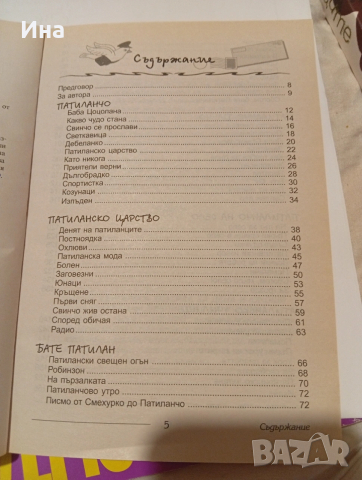 Ина
Съдържание
Предговор 8
За автора 9
ПАТИЛАНЧО
Баба Цоцолана 12
Какво чудо стана 14
Свинчо се прослави 16
Светкавица 18
Дебеланко 20
Патиланско царство 22
Като никога 24
Приятели верни 26
Дългобрадко 28
Спортистка 30
Козунаци 32
Излъган 34
ПАТИЛАНСКО ЦАРСТВО
Денят на патиланците 38
Постноядка 40
Охлюви 43
Патиланска мода 45
Болен 47
Заговезни 50
Юнаци 53
Кръщене 55
Първи сняг 57
Свинчо жив остана 59
Според обичая 61
Радио 63
БАТЕ ПАТИЛАН
Патилански свещен огън 66
Робинзон 68
На пързалката 70
Патиланчово утро 72
Писмо от Смехурко до Патиланчо 72
5
Съдържание
BAZAR